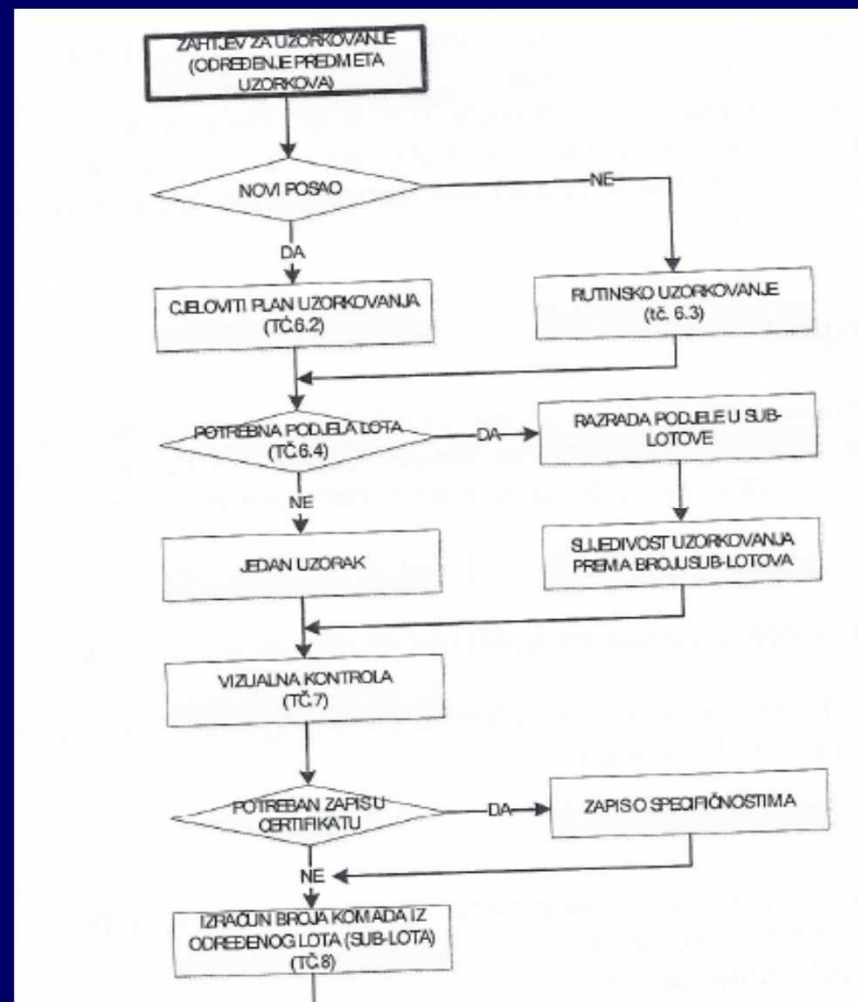 ZAHTJEV ZA UZORKOVANJE
(ODREĐENJE PREDMETA
UZORKOVA)
NOVI POSAO
NE
DA
CJELOVITI PLAN UZORKOVANJA
(TČ.6.2)
RUTINSKO UZORKOVANJE
(tč. 6.3)
POTREBNA PODJELA LOTA
(TČ.6.4)
DA
RAZRADA PODJELE U SUB-
LOTOVE
NE
JEDAN UZORAK
SLIJEDIVOST UZORKOVANJA
PREMA BROJU SUB-LOTOVA
VIZUALNA KONTROLA
(TČ.7)
POTREBAN ZAPIS U
CERTIFIKATU
DA
ZAPIS O SPECIFIČNOSTIMA
NE
IZRAČUN BROJA KOMADA IZ
ODREĐENOG LOTA (SUB-LOTA)
(TČ.8)